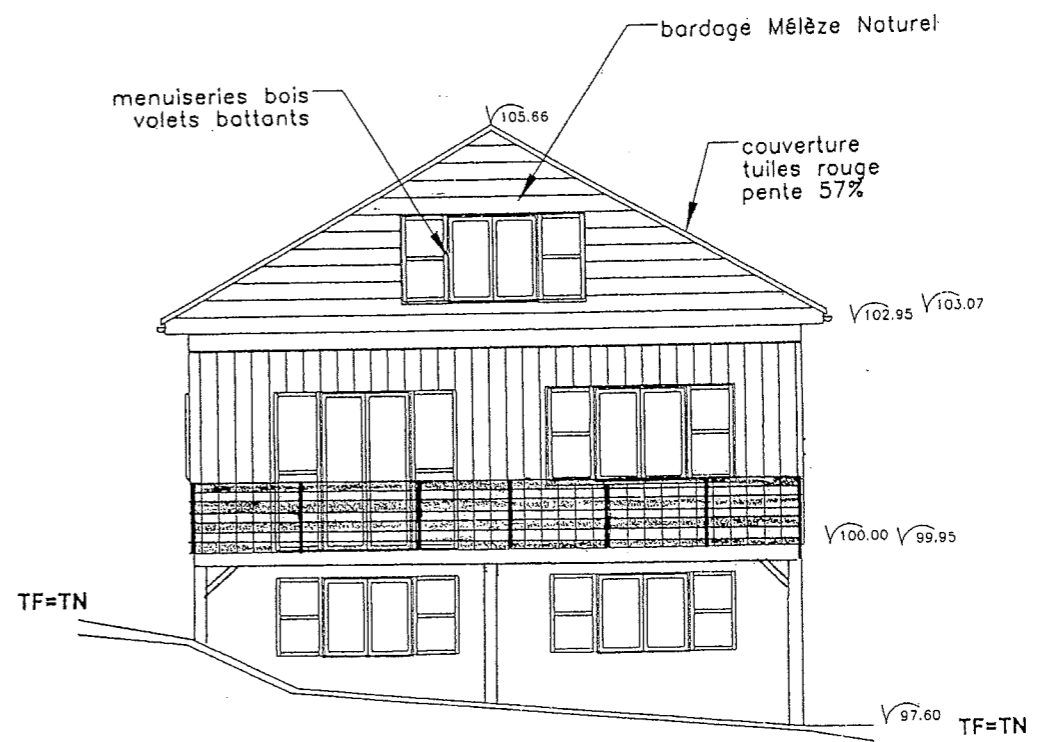 bardage Mélèze Naturel
menuiseries bois
volets battants
105.66
couverture
tuiles rouge
pente 57%
102.95 103.07
100.00 99.95
TF=TN
97.60
TF=TN